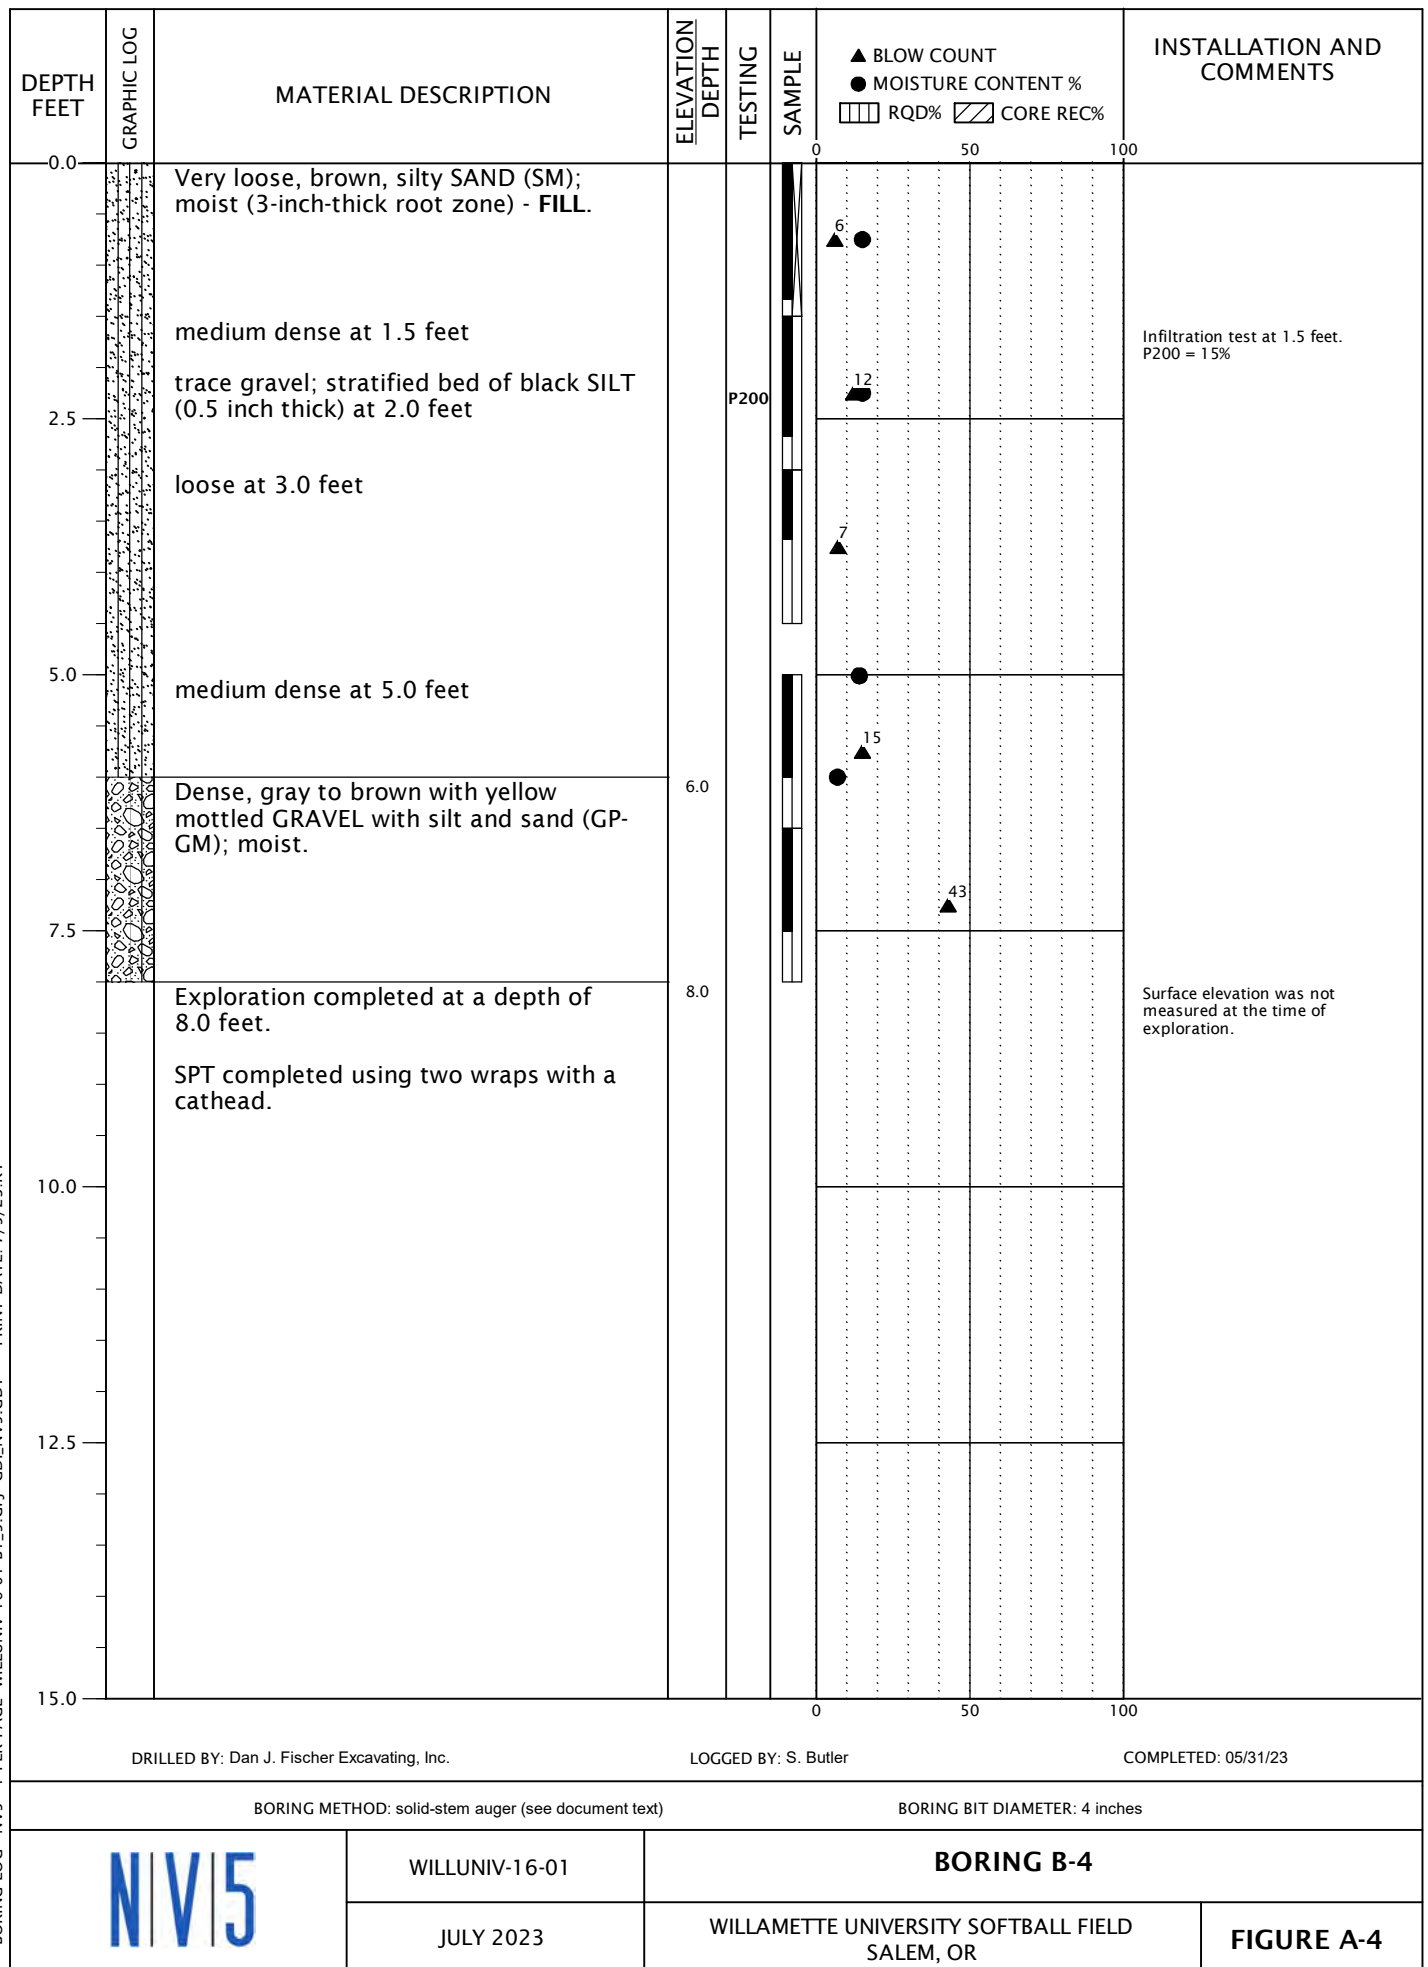 DEPTH
FEET
GRAPHIC LOG
MATERIAL DESCRIPTION
ELEVATION
DEPTH
TESTING
SAMPLE
▲ BLOW COUNT
● MOISTURE CONTENT %
RQD% CORE REC%
INSTALLATION AND
COMMENTS
0 50 100
0.0
Very loose, brown, silty SAND (SM);
moist (3-inch-thick root zone) - FILL.
6
medium dense at 1.5 feet
Infiltration test at 1.5 feet.
P200 = 15%
trace gravel; stratified bed of black SILT
(0.5 inch thick) at 2.0 feet
P200
12
2.5
loose at 3.0 feet
7
5.0
medium dense at 5.0 feet
15
Dense, gray to brown with yellow
mottled GRAVEL with silt and sand (GP-
GM); moist.
6.0
43
7.5
Exploration completed at a depth of
8.0 feet.
8.0
Surface elevation was not
measured at the time of
exploration.
SPT completed using two wraps with a
cathead.
10.0
12.5
15.0
0 50 100
DRILLED BY: Dan J. Fischer Excavating, Inc.
LOGGED BY: S. Butler
COMPLETED: 05/31/23
BORING METHOD: solid-stem auger (see document text)
BORING BIT DIAMETER: 4 inches
N|V|5
WILLUNIV-16-01
BORING B-4
JULY 2023
WILLAMETTE UNIVERSITY SOFTBALL FIELD
SALEM, OR
FIGURE A-4